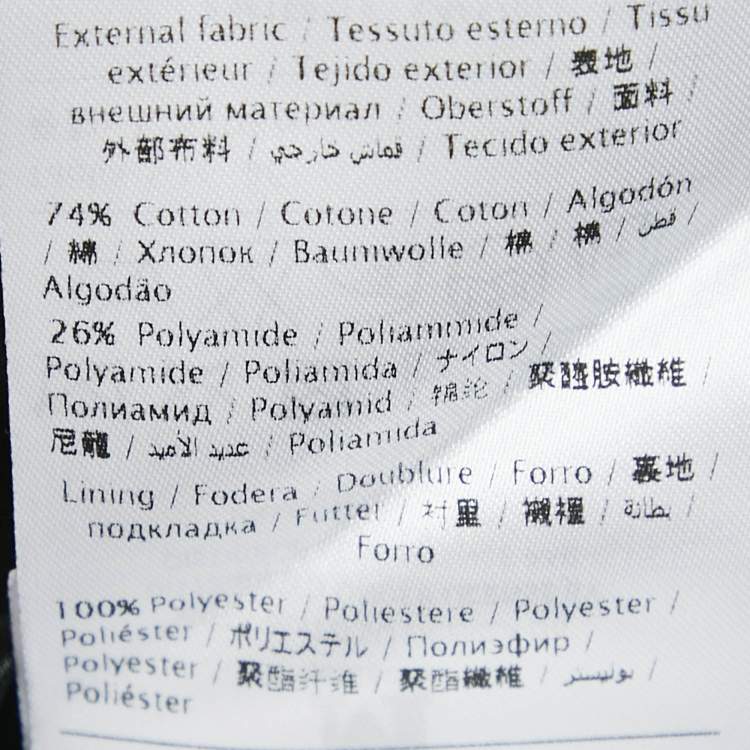 External fabric / Tessuto esterno / Tissu
extérieur / Tejido exterior / 表地 /
внешний материал / Oberstoff / 面料 /
外部布料 / قماش خارجي / Tecido exterior
74% Cotton / Cotone / Coton / Algodón
/ 綿 / Хлопок / Baumwolle / 棉 / 棉 / قطن /
Algodão
26% Polyamide / Poliammide /
Polyamide / Poliamida / ナイロン /
Полиамид / Polyamid / 锦纶 / 聚醯胺纖維 /
尼龍 / عديد الأميد / Poliamida
Lining / Fodera / Doublure / Forro / 裏地 /
подкладка / Futter / 衬里 / 襯裡 / بطانة /
Forro
100% Polyester / Poliestere / Polyester /
Poliéster / ポリエステル / Полиэфир /
Polyester / 聚酯纤维 / 聚酯纖維 / بوليستر /
Poliéster